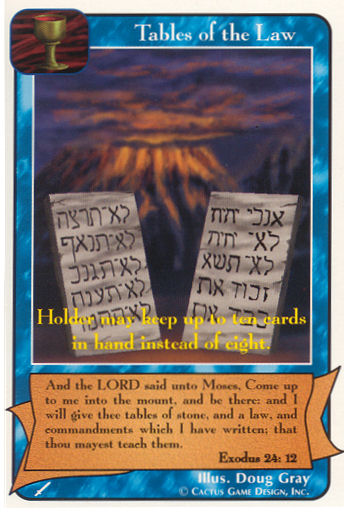 Tables of the Law
לא יהיה
לא תשא
זכור את
לא־תרצח
לא־תנאף
לא־תגנב
לא־תענה
Holder may keep up to ten cards
in hand instead of eight.
And the LORD said unto Moses, Come up
to me into the mount, and be there: and I
will give thee tables of stone, and a law, and
commandments which I have written; that
thou mayest teach them.
Exodus 24: 12
Illus. Doug Gray
© CACTUS GAME DESIGN, INC.